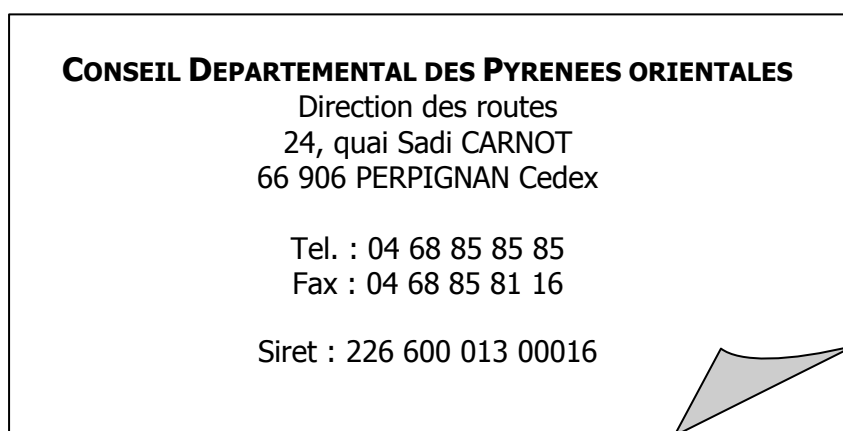 CONSEIL DEPARTEMENTAL DES PYRENEES ORIENTALES
Direction des routes
24, quai Sadi CARNOT
66 906 PERPIGNAN Cedex
Tel. : 04 68 85 85 85
Fax : 04 68 85 81 16
Siret : 226 600 013 00016